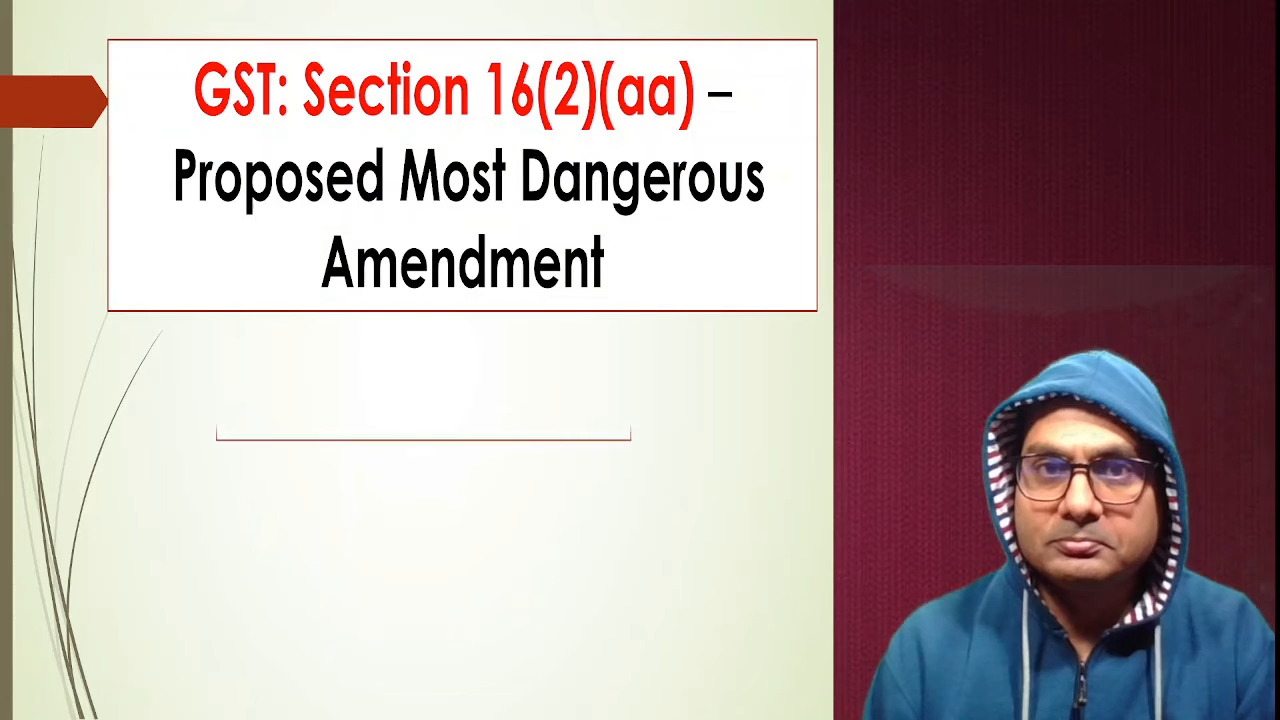 GST: Section 16(2)(aa) –
Proposed Most Dangerous
Amendment